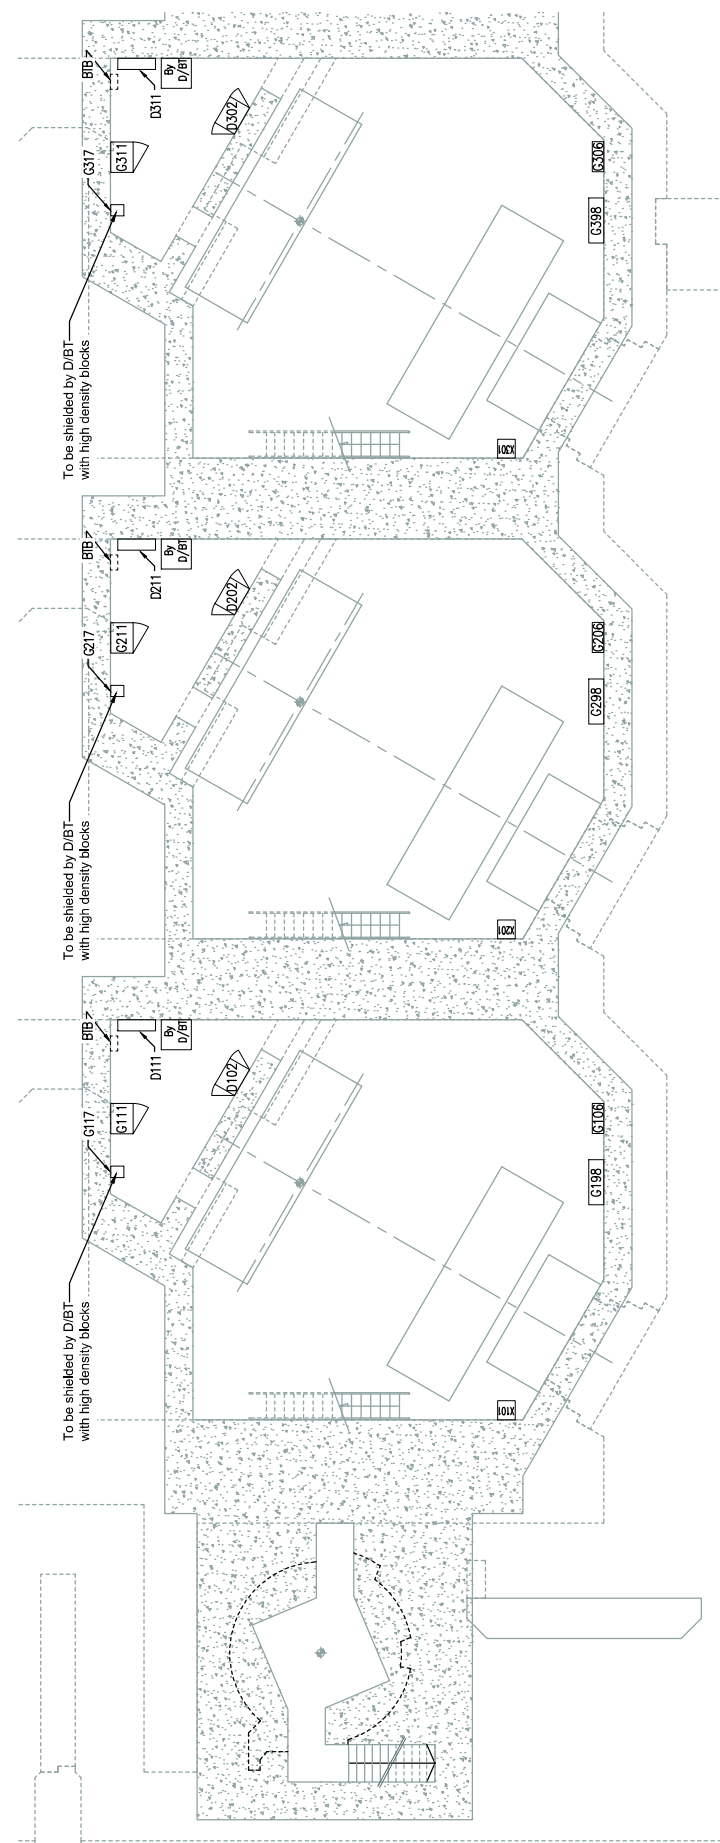 BTB
By
D/BT
D311
D302
G317
G311
G306
G398
To be shielded by D/BT
with high density blocks
X301
BTB
By
D/BT
D211
D202
G217
G211
G206
G298
To be shielded by D/BT
with high density blocks
X201
BTB
By
D/BT
D111
D102
G117
G111
G106
G198
To be shielded by D/BT
with high density blocks
X101